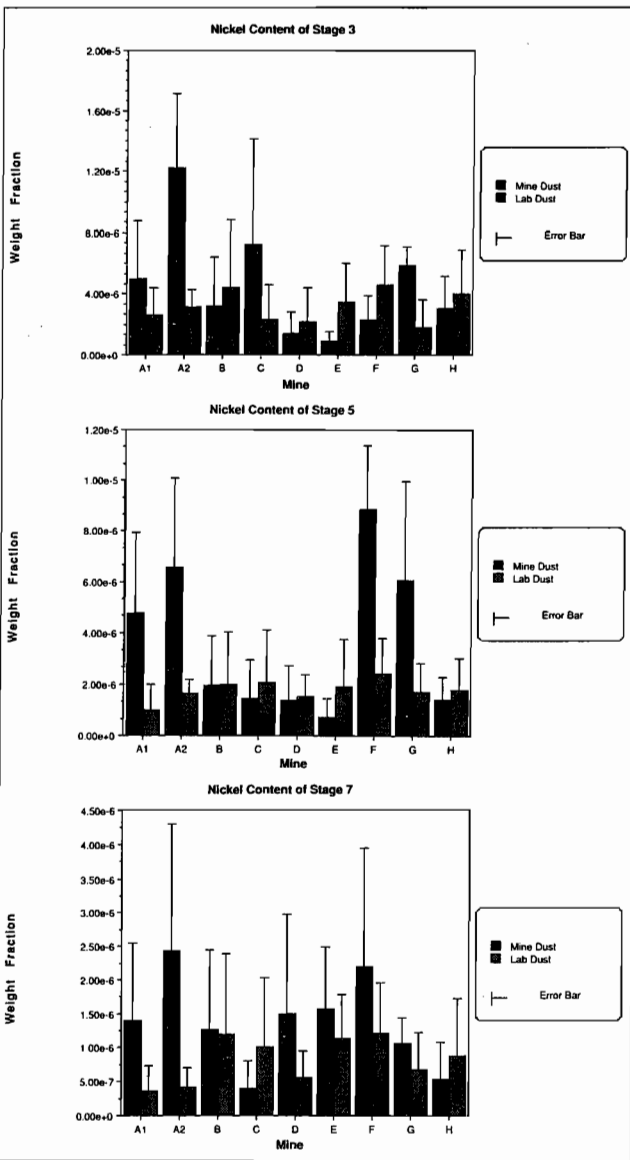 Nickel Content of Stage 3
2.00e-5
1.60e-5
1.20e-5
8.00e-6
4.00e-6
0.00e+0
Weight Fraction
A1 A2 B C D E F G H
Mine
Mine Dust
Lab Dust
Error Bar
Nickel Content of Stage 5
1.20e-5
1.00e-5
8.00e-6
6.00e-6
4.00e-6
2.00e-6
0.00e+0
Weight Fraction
A1 A2 B C D E F G H
Mine
Mine Dust
Lab Dust
Error Bar
Nickel Content of Stage 7
4.50e-6
4.00e-6
3.50e-6
3.00e-6
2.50e-6
2.00e-6
1.50e-6
1.00e-6
5.00e-7
0.00e+0
Weight Fraction
A1 A2 B C D E F G H
Mine
Mine Dust
Lab Dust
Error Bar